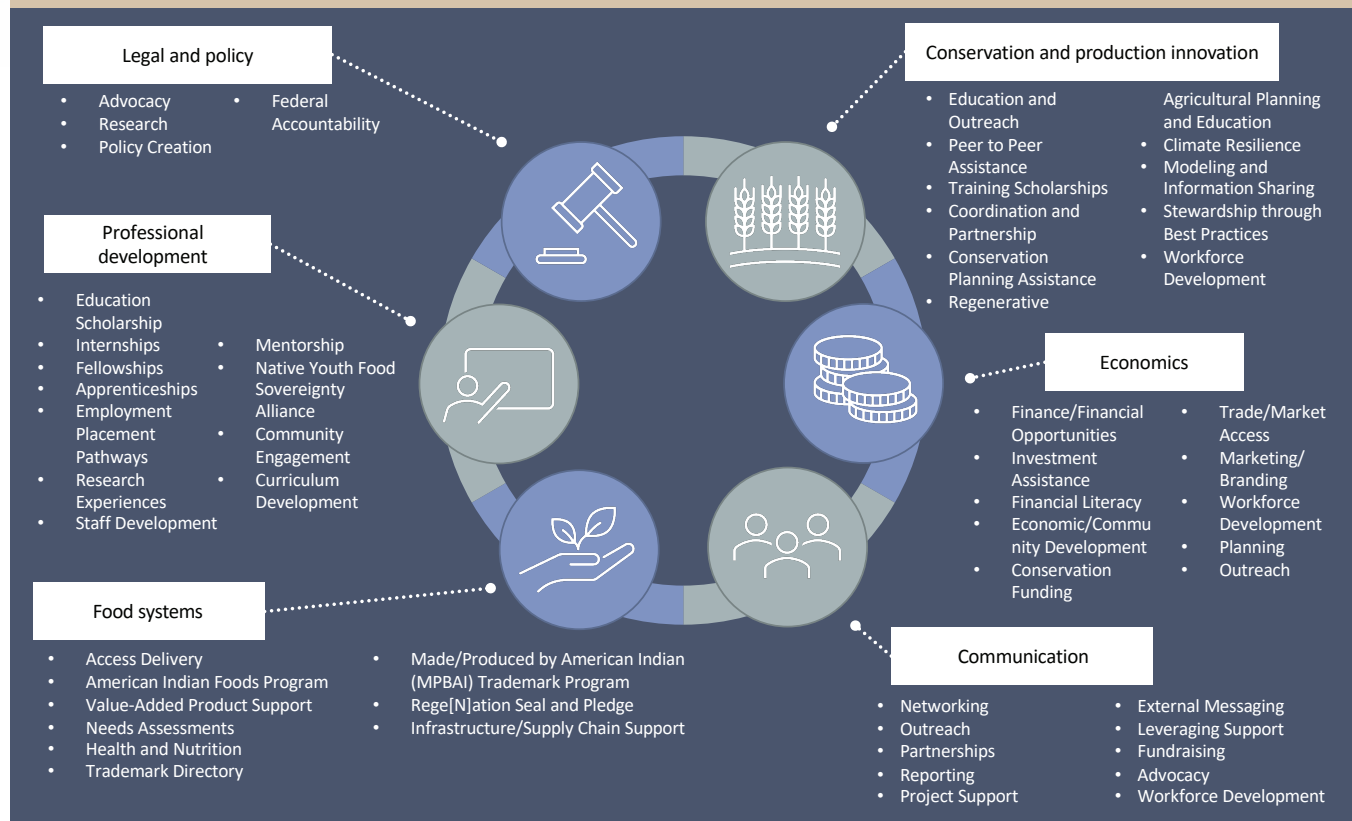 Legal and policy
• Advocacy
• Research
• Policy Creation
• Federal
Accountability
Conservation and production innovation
• Education and
Outreach
• Peer to Peer
Assistance
• Training Scholarships
• Coordination and
Partnership
• Conservation
Planning Assistance
• Regenerative
Agricultural Planning
and Education
• Climate Resilience
• Modeling and
Information Sharing
• Stewardship through
Best Practices
• Workforce
Development
Professional
development
• Education
Scholarship
• Internships
• Fellowships
• Apprenticeships
• Employment
Placement
Pathways
• Research
Experiences
• Staff Development
• Mentorship
• Native Youth Food
Sovereignty
Alliance
• Community
Engagement
• Curriculum
Development
Economics
• Finance/Financial
Opportunities
• Investment
Assistance
• Financial Literacy
• Economic/Commu
nity Development
• Conservation
Funding
• Trade/Market
Access
• Marketing/
Branding
• Workforce
Development
• Planning
• Outreach
Food systems
• Access Delivery
• American Indian Foods Program
• Value-Added Product Support
• Needs Assessments
• Health and Nutrition
• Trademark Directory
• Made/Produced by American Indian
(MPBAI) Trademark Program
• Rege[N]ation Seal and Pledge
• Infrastructure/Supply Chain Support
Communication
• Networking
• Outreach
• Partnerships
• Reporting
• Project Support
• External Messaging
• Leveraging Support
• Fundraising
• Advocacy
• Workforce Development